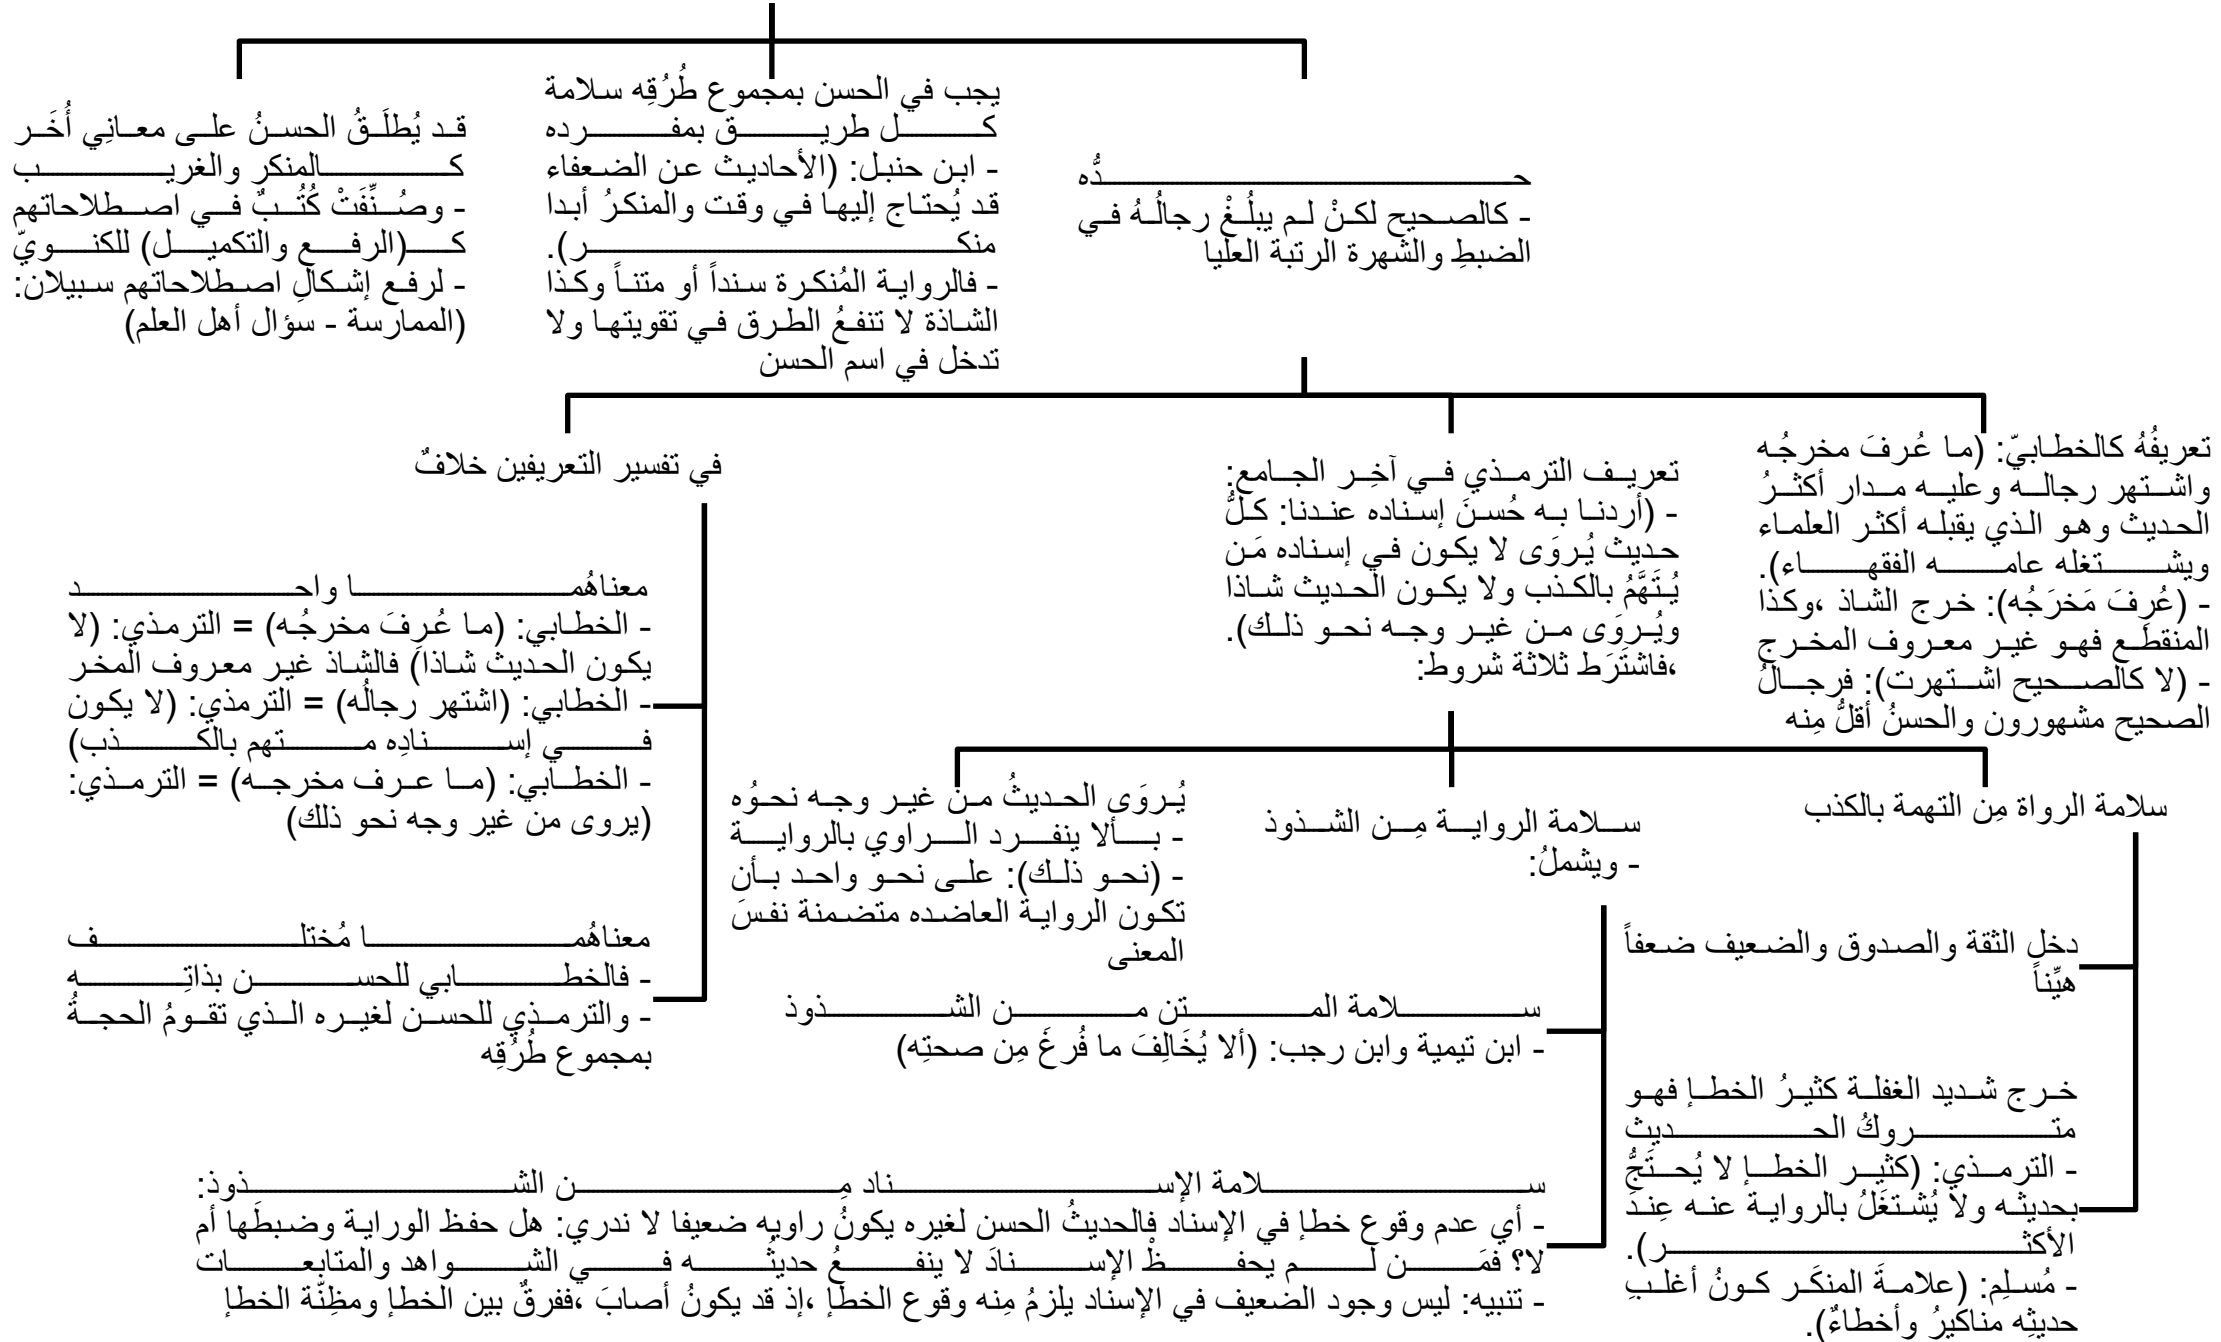 حدُّه
- كالصحيح لكنْ لم يبلُغْ رجالُهُ في
الضبطِ والشهرة الرتبة العليا
يجب في الحسن بمجموع طُرُقِه سلامة
كل طريق بمفرده
- ابن حنبل: (الأحاديث عن الضعفاء
قد يُحتاج إليها في وقت والمنكرُ أبدا
منكر).
- فالرواية المُنكرة سنداً أو متناً وكذا
الشاذة لا تنفعُ الطرق في تقويتها ولا
تدخل في اسم الحسن
قد يُطلَقُ الحسنُ على معانِي أُخَر
كالمنكر والغريب
- وصُنِّفَتْ كُتُبٌ في اصطلاحاتهم
كـ(الرفع والتكميل) للكنويّ
- لرفع إشكالِ اصطلاحاتهم سبيلان:
(الممارسة - سؤال أهل العلم)
تعريفُهُ كالخطابيّ: (ما عُرفَ مخرجُه
واشتهر رجاله وعليه مدار أكثرُ
الحديث وهو الذي يقبله أكثر العلماء
ويشتغله عامه الفقهاء).
- (عُرِفَ مَخرَجُه): خرج الشاذ ،وكذا
المنقطع فهو غير معروف المخرج
- (لا كالصحيح اشتهرت): فرجالُ
الصحيح مشهورون والحسنُ أقلُّ مِنه
تعريف الترمذي في آخِر الجامع:
- (أردنا به حُسنَ إسناده عندنا: كلُّ
حديث يُروَى لا يكون في إسناده مَن
يُتَهَّمُ بالكذب ولا يكون الحديث شاذا
ويُروَى من غير وجه نحو ذلك).
،فاشتَرَط ثلاثة شروط:
في تفسير التعريفين خلافٌ
معناهُما واحد
- الخطابي: (ما عُرِفَ مخرجُه) = الترمذي: (لا
يكون الحديث شاذا) فالشاذ غير معروف المخر
- الخطابي: (اشتهر رجالُه) = الترمذي: (لا يكون
في إسنادِه متهم بالكذب)
- الخطابي: (ما عرف مخرجه) = الترمذي:
(يروى من غير وجه نحو ذلك)
معناهُما مُختلف
- فالخطابي للحسن بذاتِه
- والترمذي للحسن لغيره الذي تقومُ الحجةُ
بمجموع طُرُقِه
سلامة الرواة مِن التهمة بالكذب
دخل الثقة والصدوق والضعيف ضعفاً
هيِّناً
خرج شديد الغفلة كثيرُ الخطإ فهو
متروكُ الحديث
- الترمذي: (كثير الخطإ لا يُحتَجُّ
بحديثه ولا يُشتغَلُ بالرواية عنه عِندَ
الأكثر).
- مُسلِم: (علامةَ المنكَر كونُ أغلبِ
حديثِه مناكيرُ وأخطاءٌ).
سلامة الرواية مِن الشذوذ
- ويشملُ:
سلامة المتن من الشذوذ
- ابن تيمية وابن رجب: (ألا يُخَالِفَ ما فُرغَ مِن صحتِه)
سلامة الإسناد مِن الشذوذ:
- أي عدم وقوع خطإ في الإسناد فالحديثُ الحسن لغيره يكونُ راويه ضعيفا لا ندري: هل حفظ الوراية وضبطَها أم
لا؟ فمَن لم يحفظْ الإسنادَ لا ينفعُ حديثُه في الشواهد والمتابعات
- تنبيه: ليس وجود الضعيف في الإسناد يلزمُ مِنه وقوع الخطأ ،إذ قد يكونُ أصابَ ،ففرقٌ بين الخطإ ومظِنّة الخطإ
يُروَى الحديثُ من غير وجه نحوُه
- بألا ينفرد الراوي بالرواية
- (نحو ذلك): على نحو واحد بأن
تكون الرواية العاضده متضمنة نفسَ
المعنى